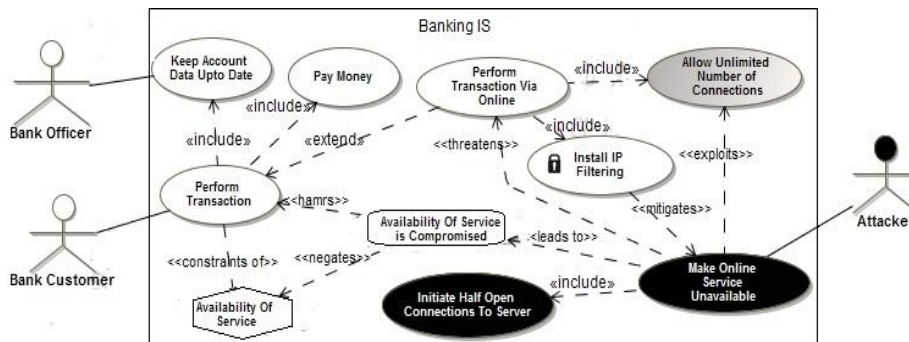 Banking IS
Keep Account
Data Upto Date
Pay Money
Perform
Transaction Via
Online
«include»
Allow Unlimited
Number of
Connections
Bank Officer
«include»
«include»
«extend»
<<threatens>>
«include»
Install IP
Filtering
<<exploits>>
Perform
Transaction
<<hamrs>>
Availability Of Service
is Compromised
<<mitigates>>
<leads to>>
Attacke
Bank Customer
<<constraints of>>
<<negates>>
Availability Of
Service
Initiate Half Open
Connections To Server
«include»
Make Online
Service
Unavailable